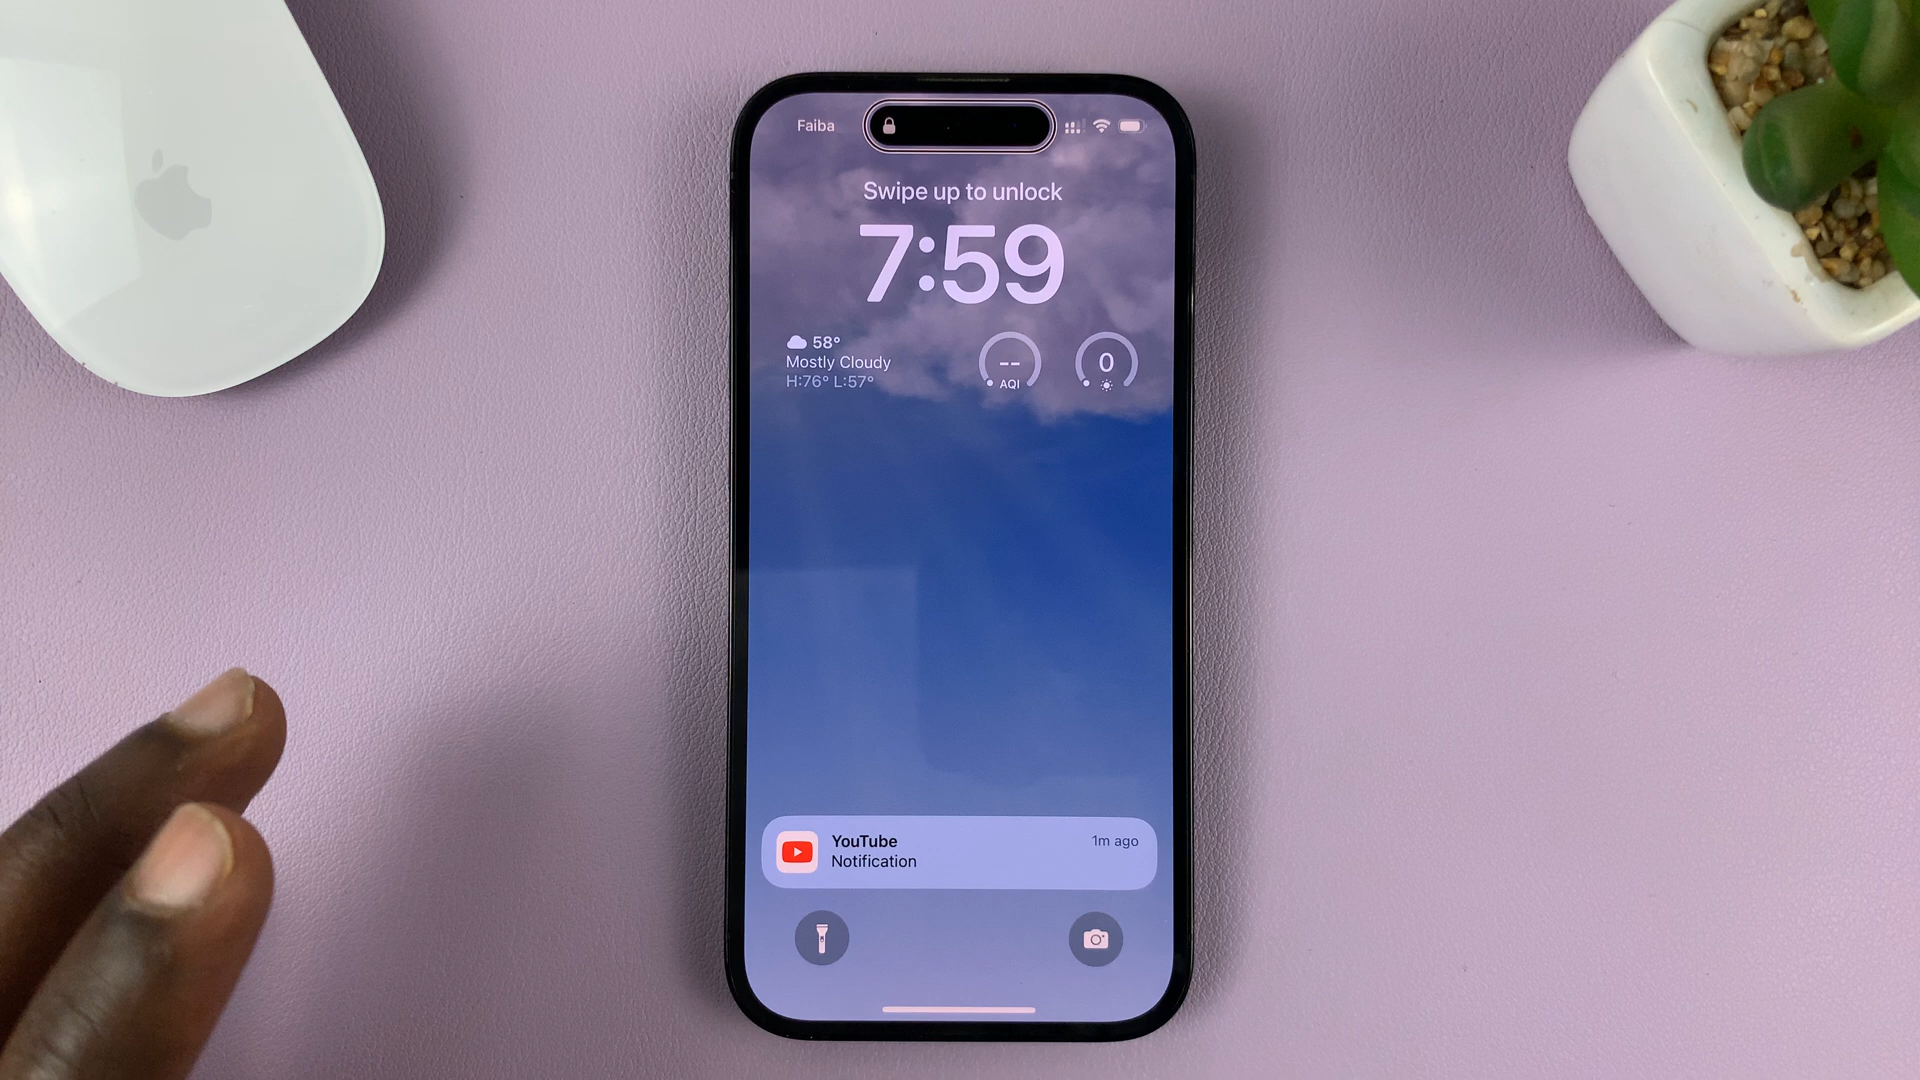 Faiba
Swipe up to unlock
7:59
58°
Mostly Cloudy
H:76° L:57°
--
AQI
0
YouTube
1m ago
Notification